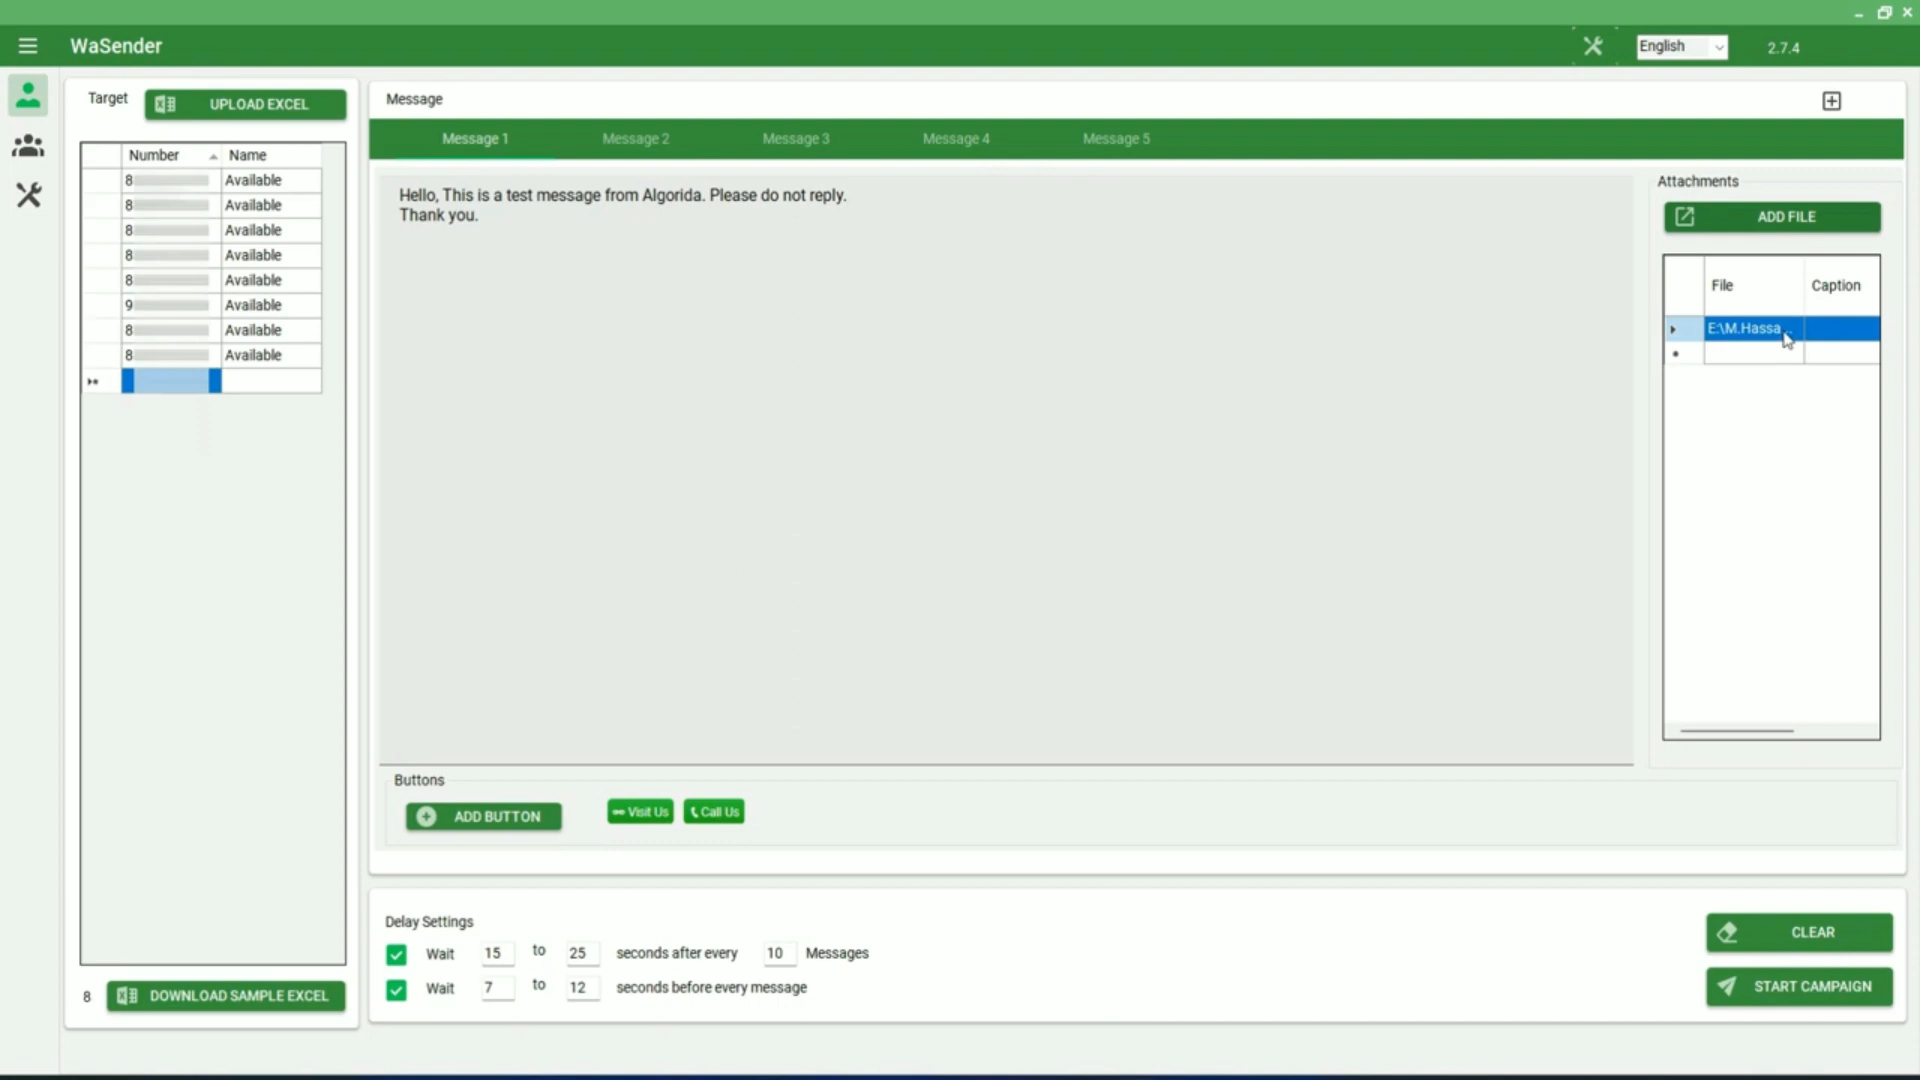 WaSender
English
2.7.4
Target
UPLOAD EXCEL
Number Name
8 Available
8 Available
8 Available
8 Available
8 Available
9 Available
8 Available
8 Available
8
DOWNLOAD SAMPLE EXCEL
Message
Message 1 Message 2 Message 3 Message 4 Message 5
Hello, This is a test message from Algorida. Please do not reply.
Thank you.
Attachments
ADD FILE
File Caption
E:\M.Hassa...
Buttons
ADD BUTTON
Visit Us
Call Us
Delay Settings
Wait 15 to 25 seconds after every 10 Messages
Wait 7 to 12 seconds before every message
CLEAR
START CAMPAIGN